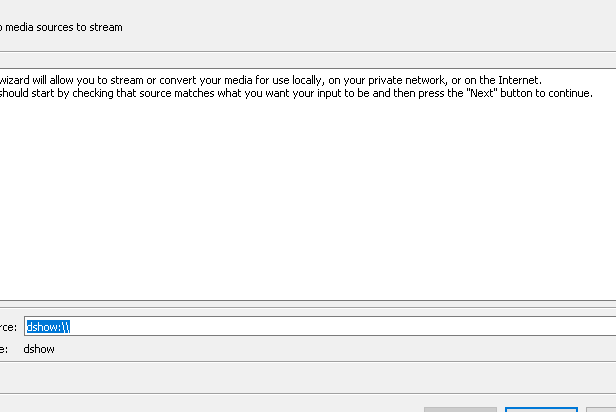 media sources to stream
wizard will allow you to stream or convert your media for use locally, on your private network, or on the Internet.
should start by checking that source matches what you want your input to be and then press the "Next" button to continue.
dshow:\\
dshow